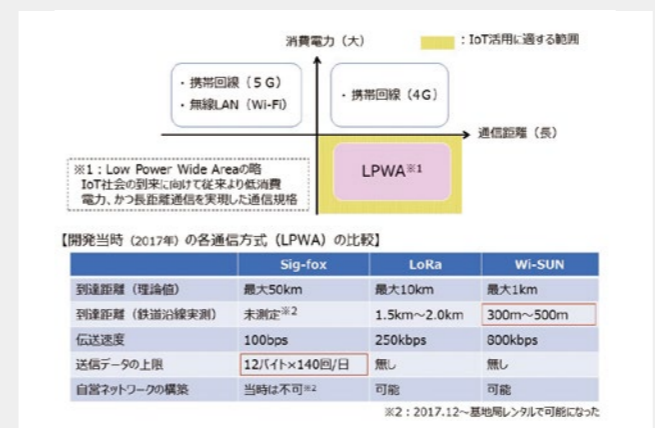 消費電力（大）
：IoT活用に適する範囲
・携帯回線（5G）
・無線LAN（Wi-Fi）
・携帯回線（4G）
通信距離（長）
※1：Low Power Wide Areaの略
IoT社会の到来に向けて従来より低消費
電力、かつ長距離通信を実現した通信規格
LPWA※1
【開発当時（2017年）の各通信方式（LPWA）の比較】
Sig-fox LoRa Wi-SUN
到達距離（理論値） 最大50km 最大10km 最大1km
到達距離（鉄道沿線実測） 未測定※2 1.5km～2.0km 300m～500m
伝送速度 100bps 250kbps 800kbps
送信データの上限 12バイト×140回/日 無し 無し
自営ネットワークの構築 当時は不可※2 可能 可能
※2：2017.12～基地局レンタルで可能になった